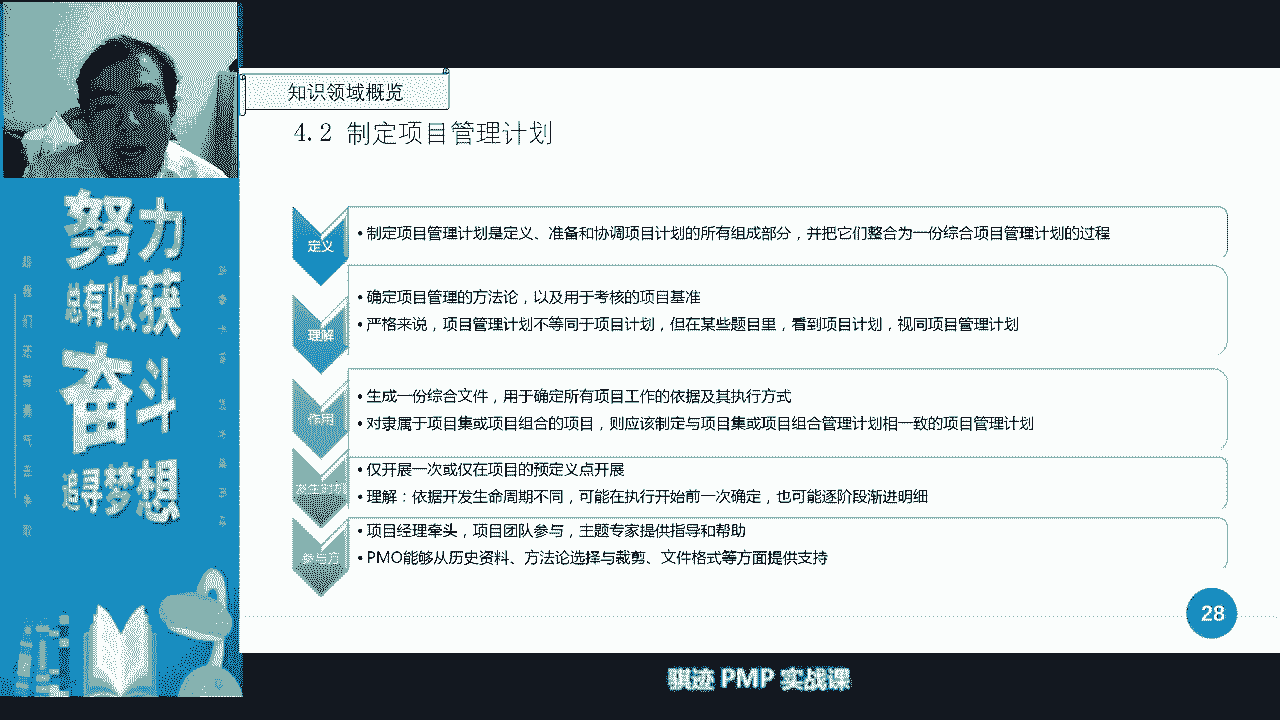 知识领域概览
4.2 制定项目管理计划
定义
• 制定项目管理计划是定义、准备和协调项目计划的所有组成部分，并把它们整合为一份综合项目管理计划的过程
理解
• 确定项目管理的方法论，以及用于考核的项目基准
• 严格来说，项目管理计划不等同于项目计划，但在某些题目里，看到项目计划，视同项目管理计划
作用
• 生成一份综合文件，用于确定所有项目工作的依据及其执行方式
• 对隶属于项目集或项目组合的项目，则应该制定与项目集或项目组合管理计划相一致的项目管理计划
• 仅开展一次或仅在项目的预定义点开展
• 理解：依据开发生命周期不同，可能在执行开始前一次确定，也可能逐阶段渐进明细
参与方
• 项目经理牵头，项目团队参与，主题专家提供指导和帮助
• PMO能够从历史资料、方法论选择与裁剪、文件格式等方面提供支持
28
努力
总有收获
奋斗
追寻梦想
骐迹 PMP 实战课